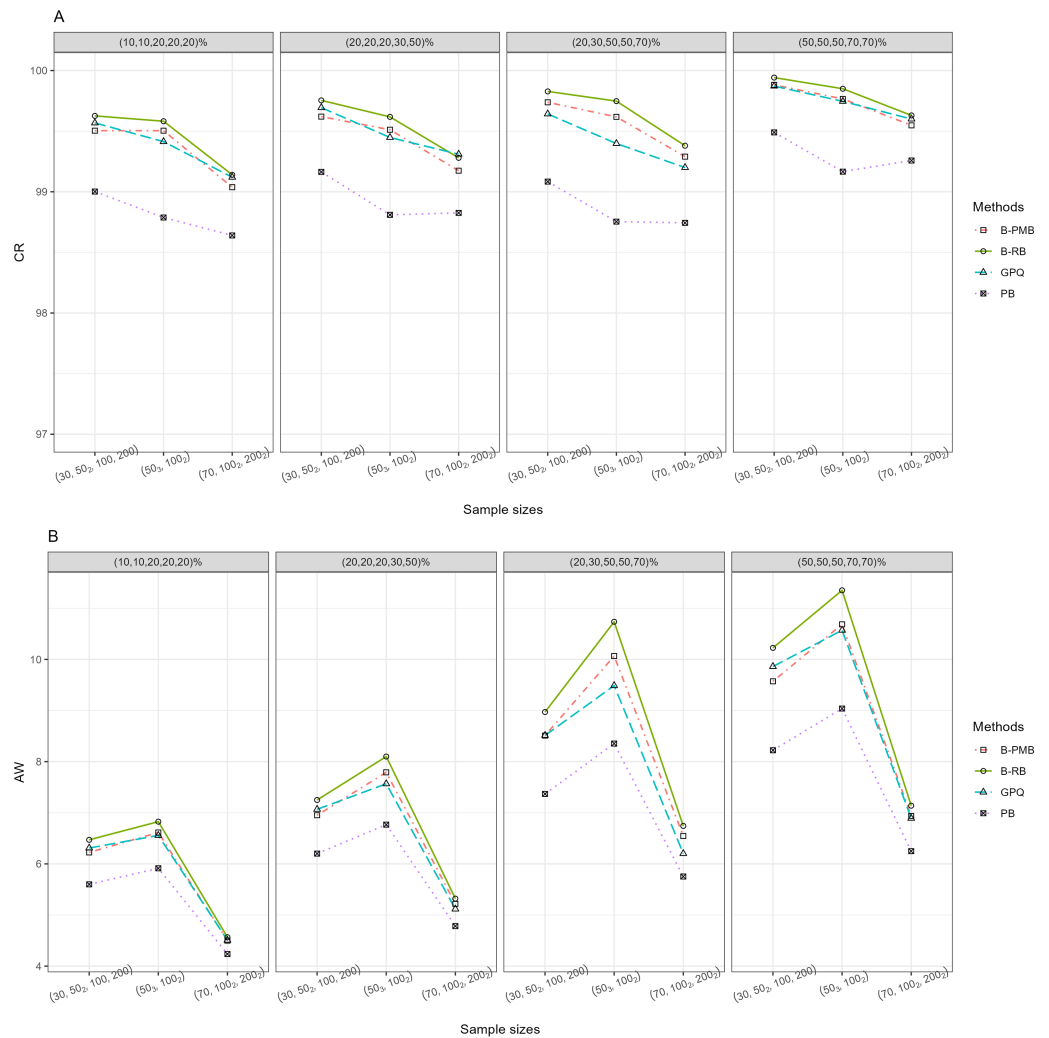 A
(10,10,20,20,20)%
(20,20,20,30,50)%
(20,30,50,50,70)%
(50,50,50,70,70)%
CR
100
99
98
97
(30, 50₂, 100, 200)
(50₃, 100₂)
(70, 100₂, 200₂)
(30, 50₂, 100, 200)
(50₃, 100₂)
(70, 100₂, 200₂)
(30, 50₂, 100, 200)
(50₃, 100₂)
(70, 100₂, 200₂)
(30, 50₂, 100, 200)
(50₃, 100₂)
(70, 100₂, 200₂)
Sample sizes
Methods
B-PMB
B-RB
GPQ
PB
B
(10,10,20,20,20)%
(20,20,20,30,50)%
(20,30,50,50,70)%
(50,50,50,70,70)%
AW
10
8
6
4
(30, 50₂, 100, 200)
(50₃, 100₂)
(70, 100₂, 200₂)
(30, 50₂, 100, 200)
(50₃, 100₂)
(70, 100₂, 200₂)
(30, 50₂, 100, 200)
(50₃, 100₂)
(70, 100₂, 200₂)
(30, 50₂, 100, 200)
(50₃, 100₂)
(70, 100₂, 200₂)
Sample sizes
Methods
B-PMB
B-RB
GPQ
PB